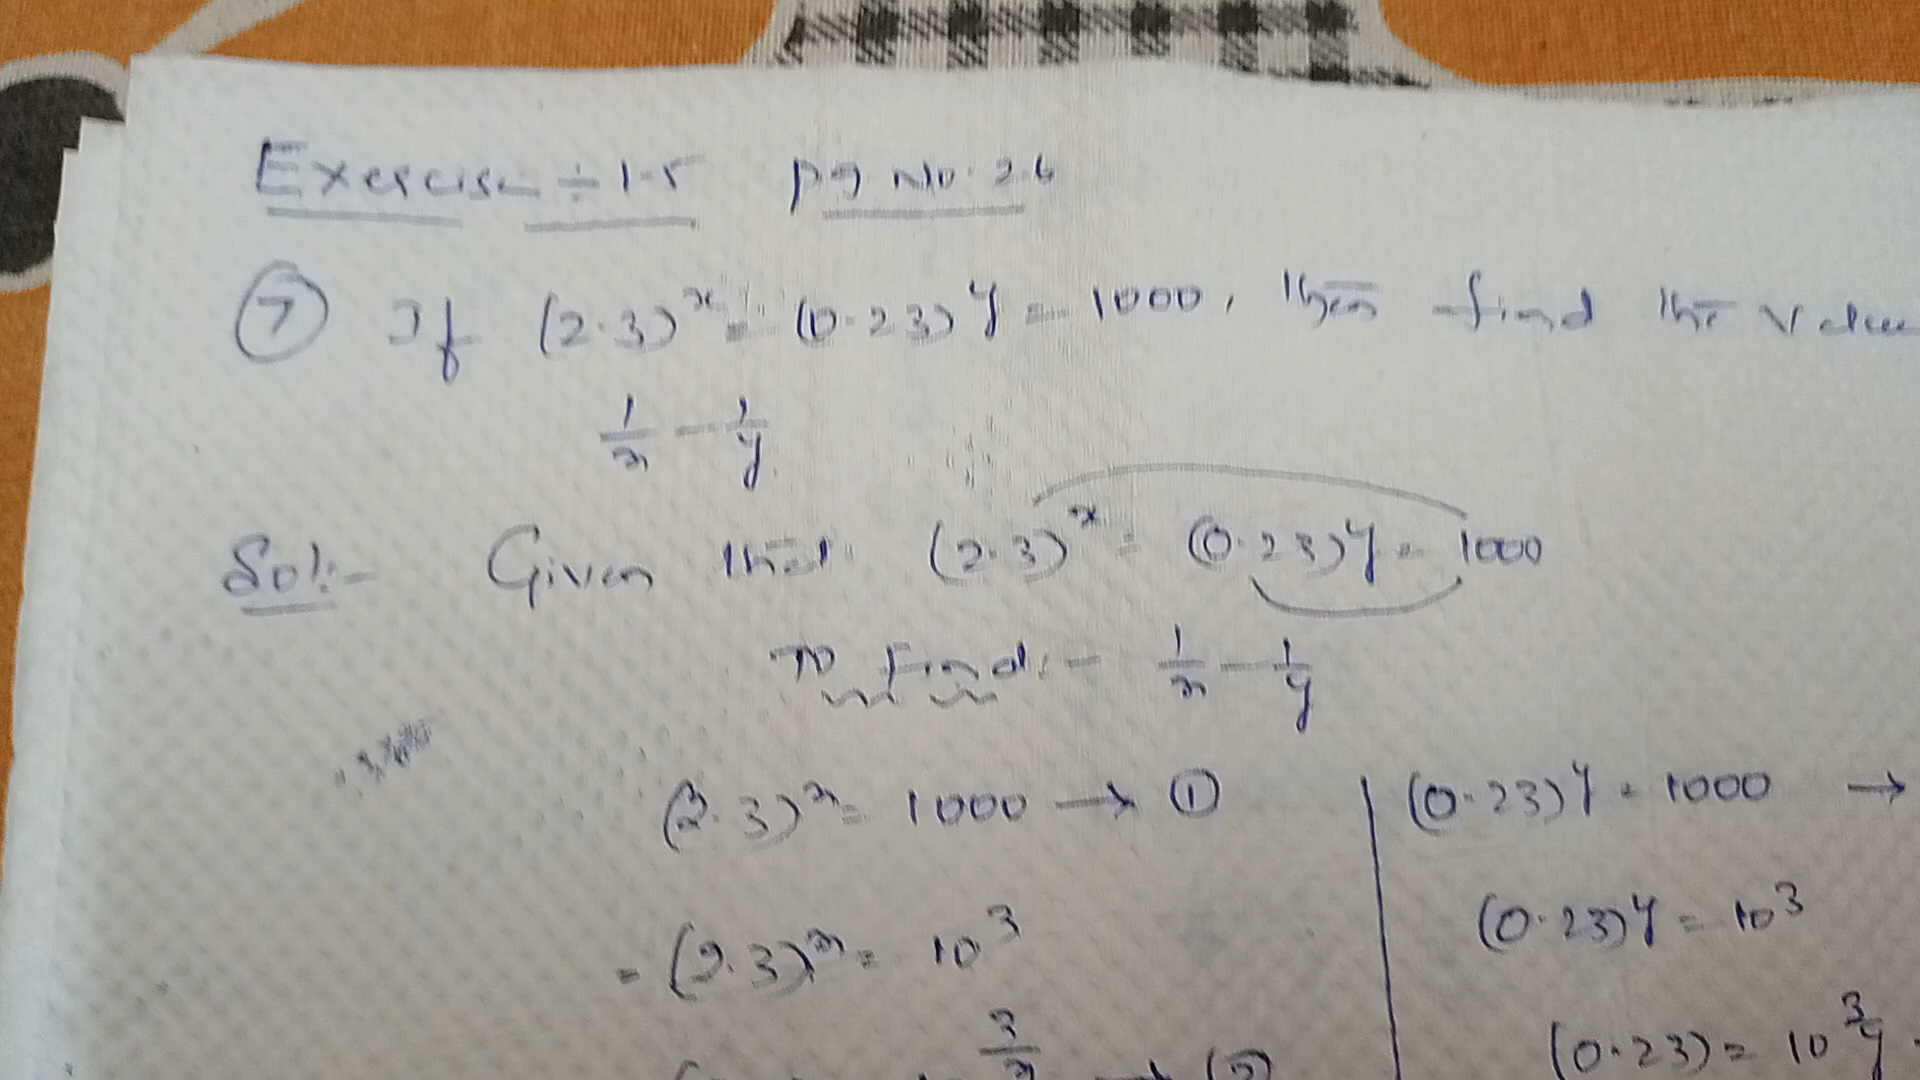 Exercise ÷ 1.5 pg No. 26
⑦ If (2.3)^x = (0.23)^y = 1000, then find the value
1/x - 1/y
Sol:- Given that (2.3)^x = (0.23)^y = 1000
To Find:- 1/x - 1/y
(2.3)^x = 1000 → ① | (0.23)^y = 1000 →
= (2.3)^x = 10^3 | (0.23)^y = 10^3
3/x → (2) | (0.23) = 10^3/y